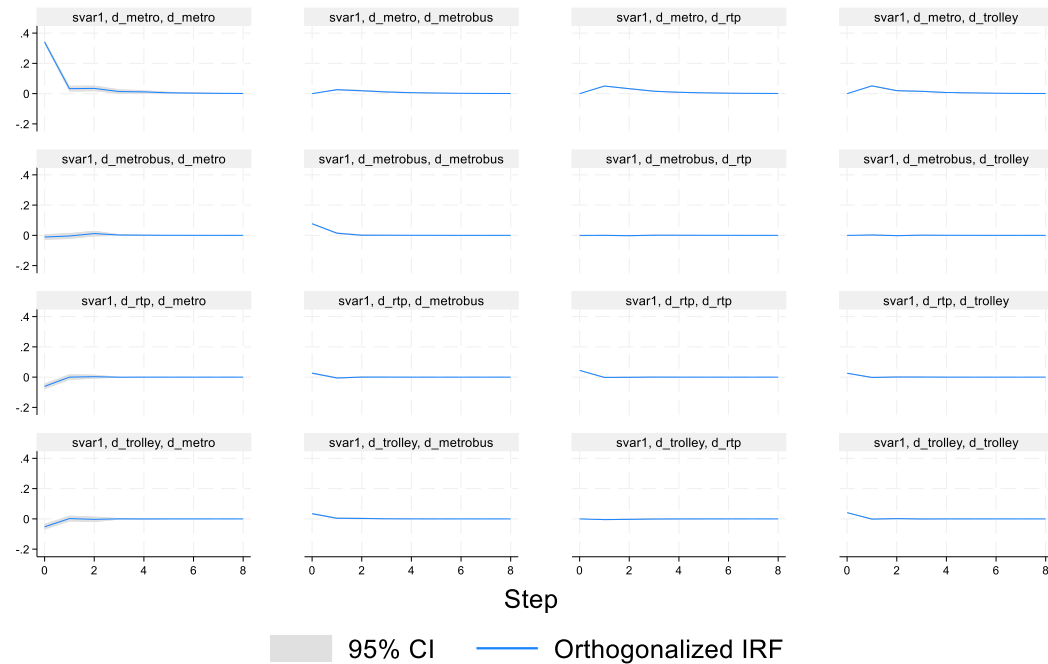 svar1, d_metro, d_metro
svar1, d_metro, d_metrobus
svar1, d_metro, d_rtp
svar1, d_metro, d_trolley
.4
.2
0
-.2
svar1, d_metrobus, d_metro
svar1, d_metrobus, d_metrobus
svar1, d_metrobus, d_rtp
svar1, d_metrobus, d_trolley
.4
.2
0
-.2
svar1, d_rtp, d_metro
svar1, d_rtp, d_metrobus
svar1, d_rtp, d_rtp
svar1, d_rtp, d_trolley
.4
.2
0
-.2
svar1, d_trolley, d_metro
svar1, d_trolley, d_metrobus
svar1, d_trolley, d_rtp
svar1, d_trolley, d_trolley
.4
.2
0
-.2
0 2 4 6 8
0 2 4 6 8
0 2 4 6 8
0 2 4 6 8
Step
95% CI
Orthogonalized IRF